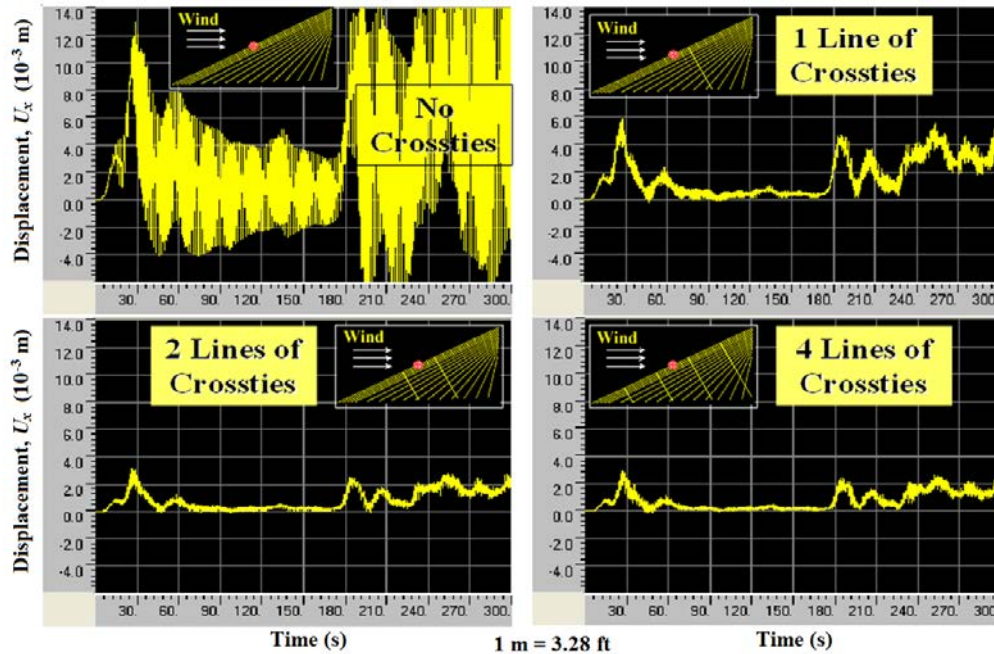 Displacement, Uₓ (10⁻³ m)
14.0
12.0
10.0
8.0
6.0
4.0
2.0
0.0
-2.0
-4.0
Wind
No
Crossties
30. 60. 90. 120. 150. 180. 210. 240. 270. 300.
14.0
12.0
10.0
8.0
6.0
4.0
2.0
0.0
-2.0
-4.0
Wind
1 Line of
Crossties
30. 60. 90. 120. 150. 180. 210. 240. 270. 300.
Displacement, Uₓ (10⁻³ m)
14.0
12.0
10.0
8.0
6.0
4.0
2.0
0.0
-2.0
-4.0
2 Lines of
Crossties
Wind
30. 60. 90. 120. 150. 180. 210. 240. 270. 300.
14.0
12.0
10.0
8.0
6.0
4.0
2.0
0.0
-2.0
-4.0
Wind
4 Lines of
Crossties
30. 60. 90. 120. 150. 180. 210. 240. 270. 300.
Time (s)
1 m = 3.28 ft
Time (s)